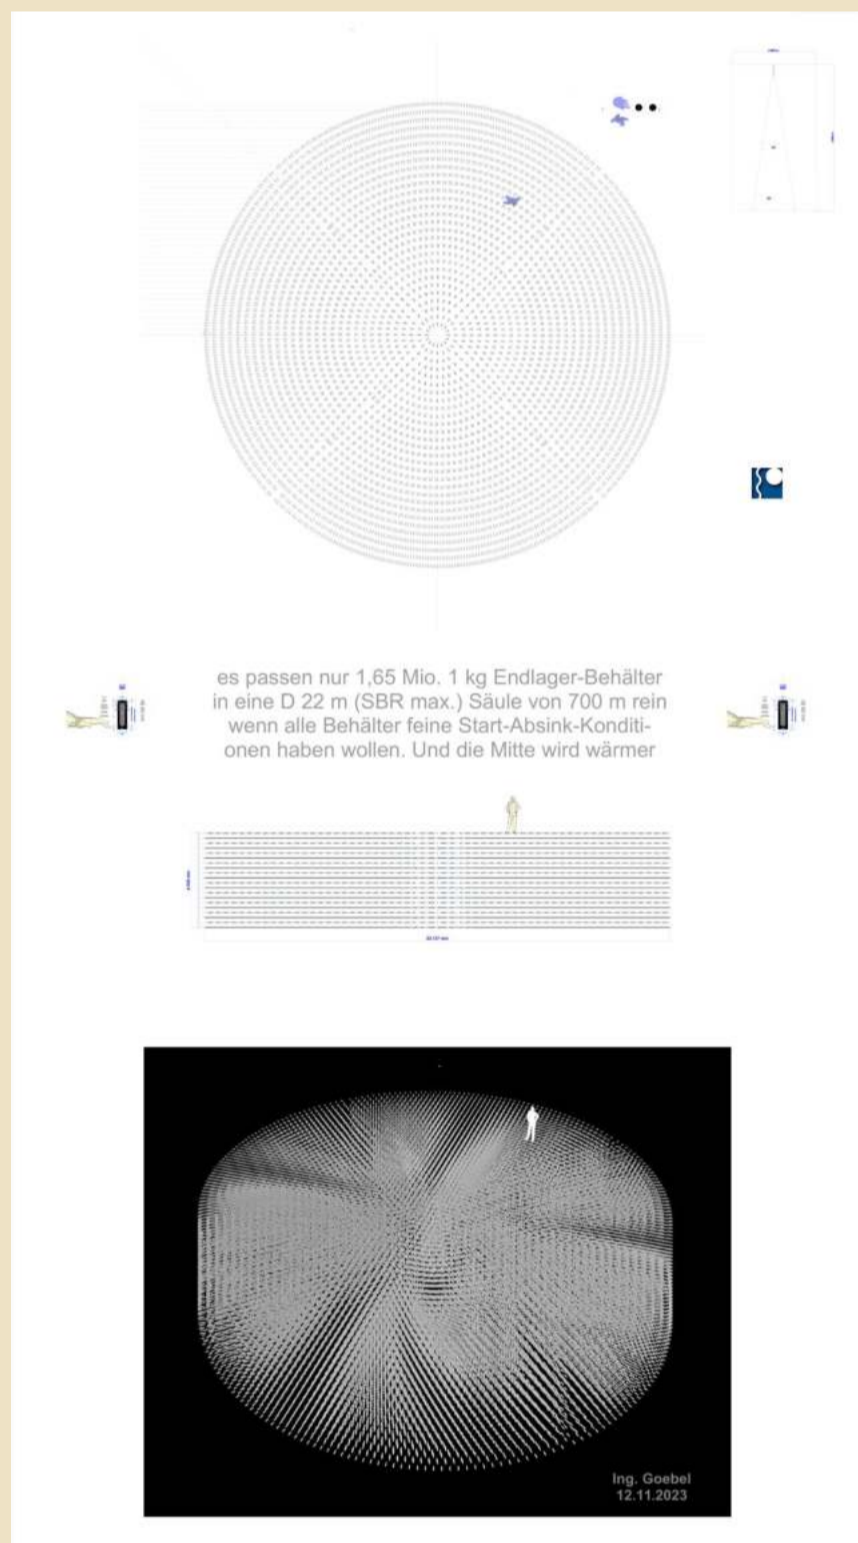 es passen nur 1,65 Mio. 1 kg Endlager-Behälter
in eine D 22 m (SBR max.) Säule von 700 m rein
wenn alle Behälter feine Start-Absink-Konditi-
onen haben wollen. Und die Mitte wird wärmer
Ing. Goebel
12.11.2023